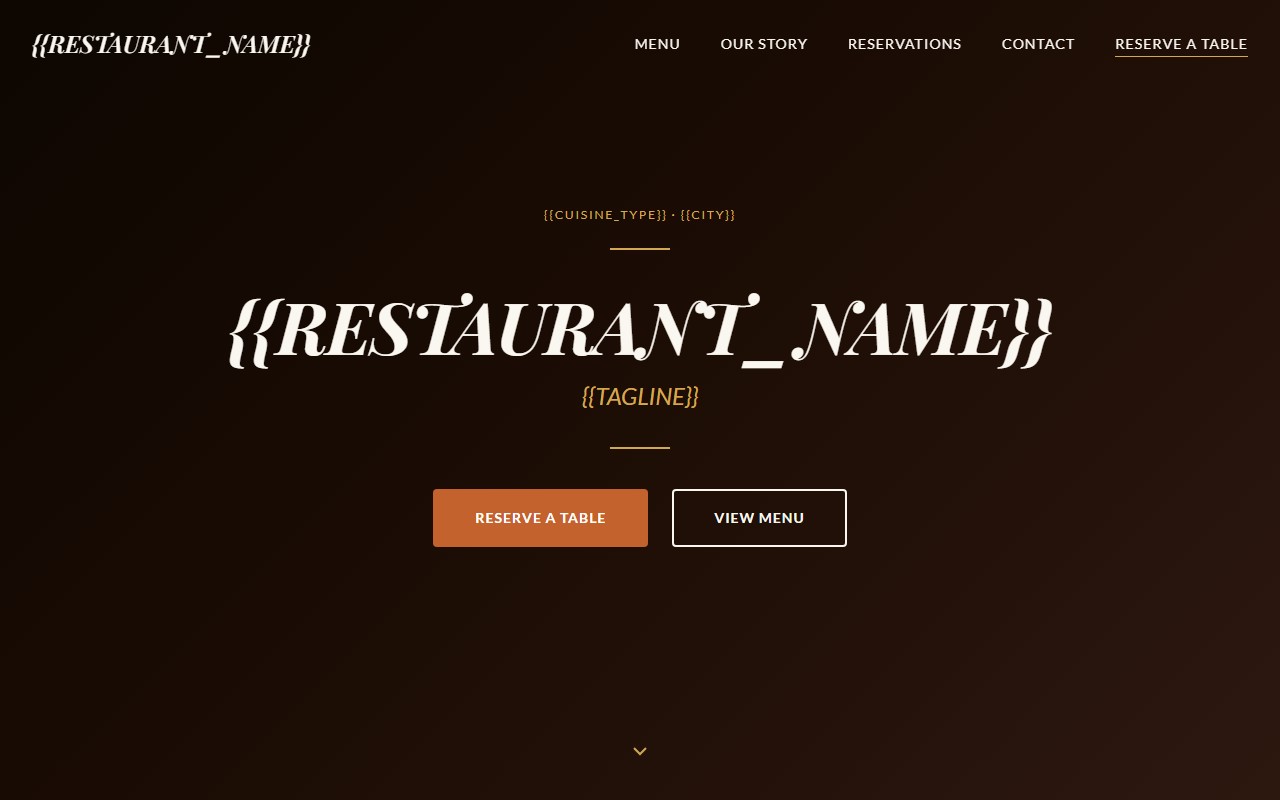 {{RESTAURANT_NAME}}
MENU OUR STORY RESERVATIONS CONTACT RESERVE A TABLE
{{CUISINE_TYPE}} · {{CITY}}
{{RESTAURANT_NAME}}
{{TAGLINE}}
RESERVE A TABLE VIEW MENU